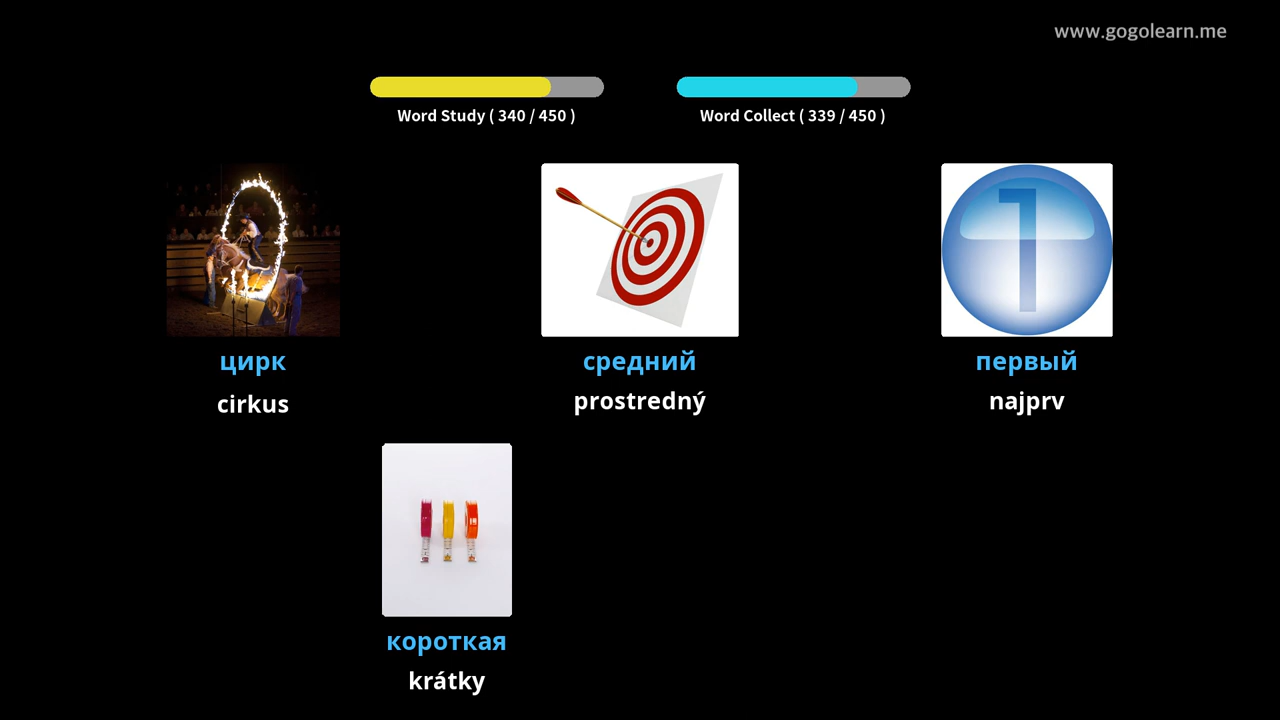 www.gogolearn.me
Word Study ( 340 / 450 )
Word Collect ( 339 / 450 )
1
цирк
средний
первый
cirkus
prostredný
najprv
короткая
krátky